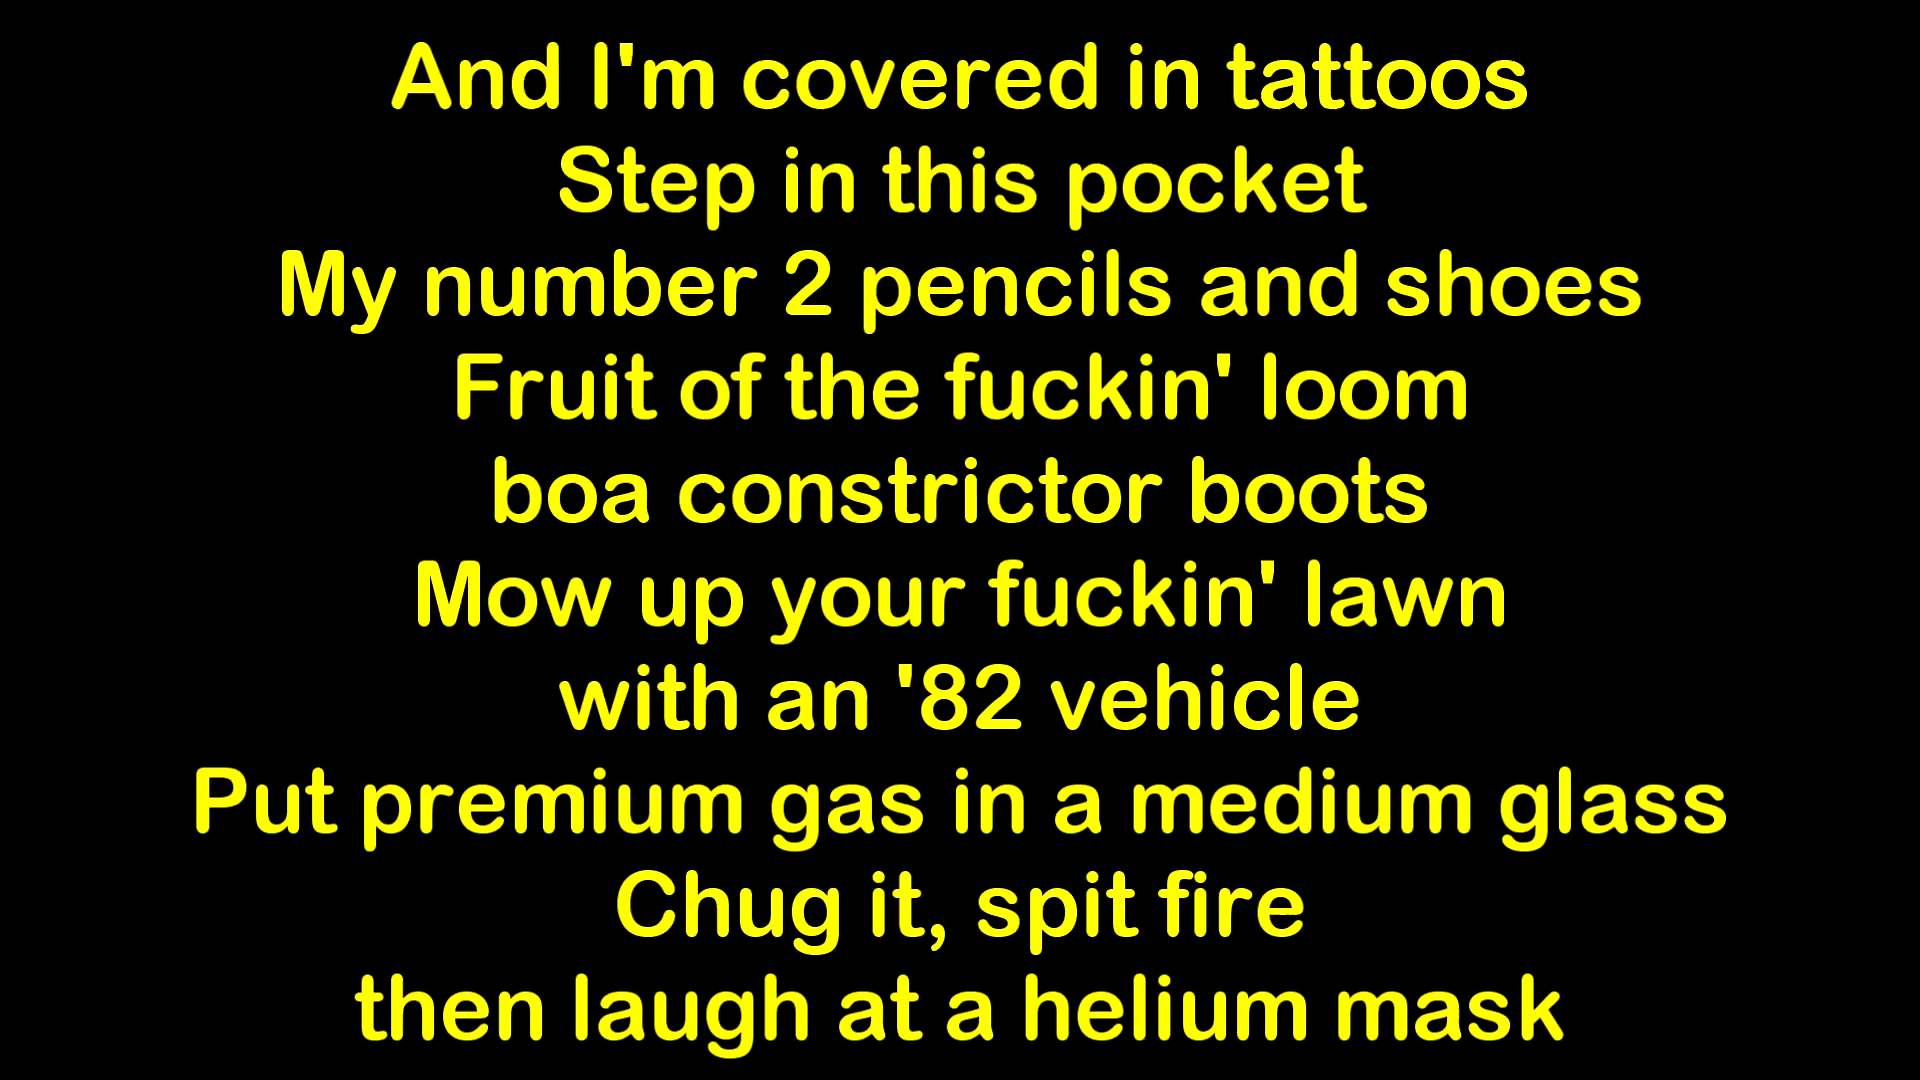 And I'm covered in tattoos
Step in this pocket
My number 2 pencils and shoes
Fruit of the fuckin' loom
boa constrictor boots
Mow up your fuckin' lawn
with an '82 vehicle
Put premium gas in a medium glass
Chug it, spit fire
then laugh at a helium mask